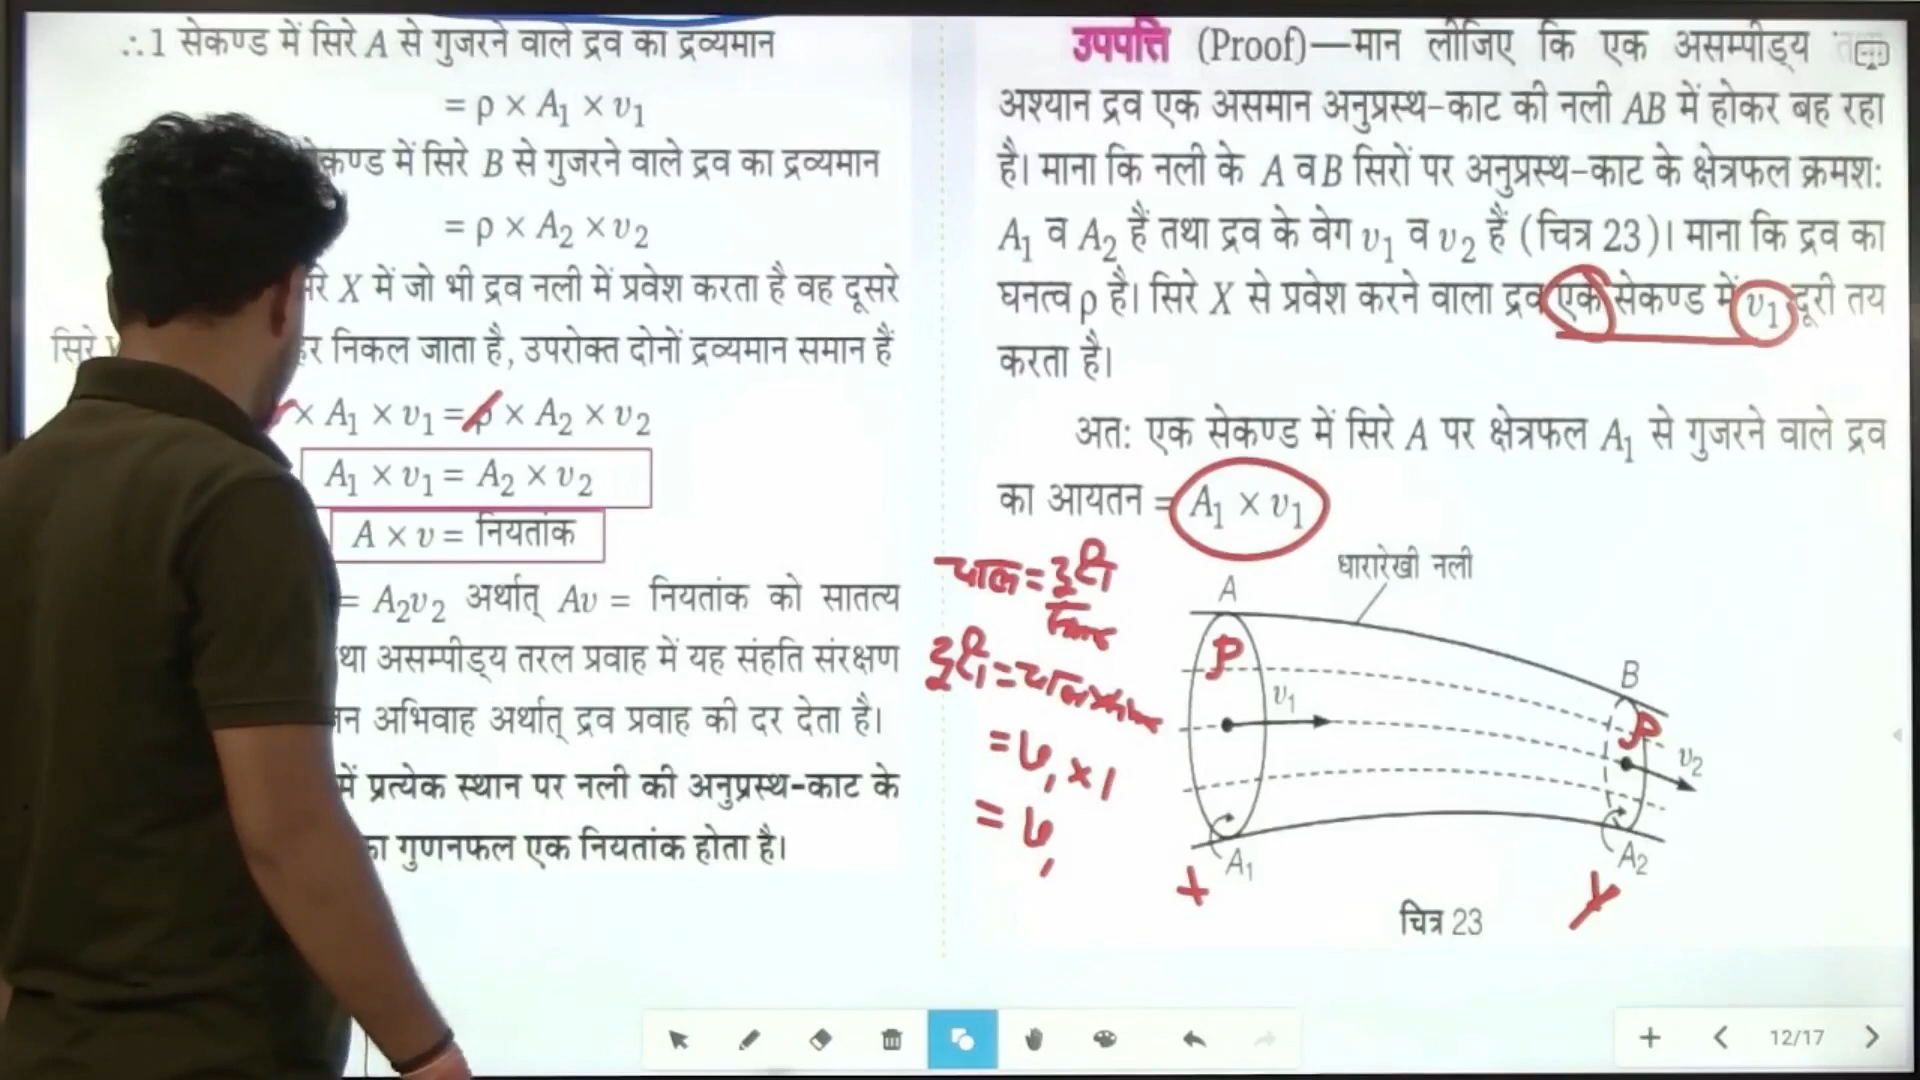 ∴ 1 सेकण्ड में सिरे A से गुजरने वाले द्रव का द्रव्यमान
= ρ × A₁ × v₁
सेकण्ड में सिरे B से गुजरने वाले द्रव का द्रव्यमान
= ρ × A₂ × v₂
X में जो भी द्रव नली में प्रवेश करता है वह दूसरे
सिरे निकल जाता है, उपरोक्त दोनों द्रव्यमान समान हैं
× A₁ × v₁ = ρ × A₂ × v₂
A₁ × v₁ = A₂ × v₂
A × v = नियतांक
= A₂v₂ अर्थात् Av = नियतांक को सातत्य
असम्पीड्य तरल प्रवाह में यह संहति संरक्षण
अभिवाह अर्थात् द्रव प्रवाह की दर देता है।
में प्रत्येक स्थान पर नली की अनुप्रस्थ-काट के
का गुणनफल एक नियतांक होता है।
उपपत्ति (Proof)—मान लीजिए कि एक असम्पीड्य
अश्यान द्रव एक असमान अनुप्रस्थ-काट की नली AB में होकर बह रहा
है। माना कि नली के A व B सिरों पर अनुप्रस्थ-काट के क्षेत्रफल क्रमश:
A₁ व A₂ हैं तथा द्रव के वेग v₁ व v₂ हैं (चित्र 23)। माना कि द्रव का
घनत्व ρ है। सिरे X से प्रवेश करने वाला द्रव एक सेकण्ड में v₁ दूरी तय
करता है।
अत: एक सेकण्ड में सिरे A पर क्षेत्रफल A₁ से गुजरने वाले द्रव
का आयतन = A₁ × v₁
चाल = दूरी
दूरी = चाल ×
= v₁ × 1
= v₁
धारारेखी नली
A
ρ
v₁
B
ρ
v₂
A₁
A₂
X
Y
चित्र 23
12/17